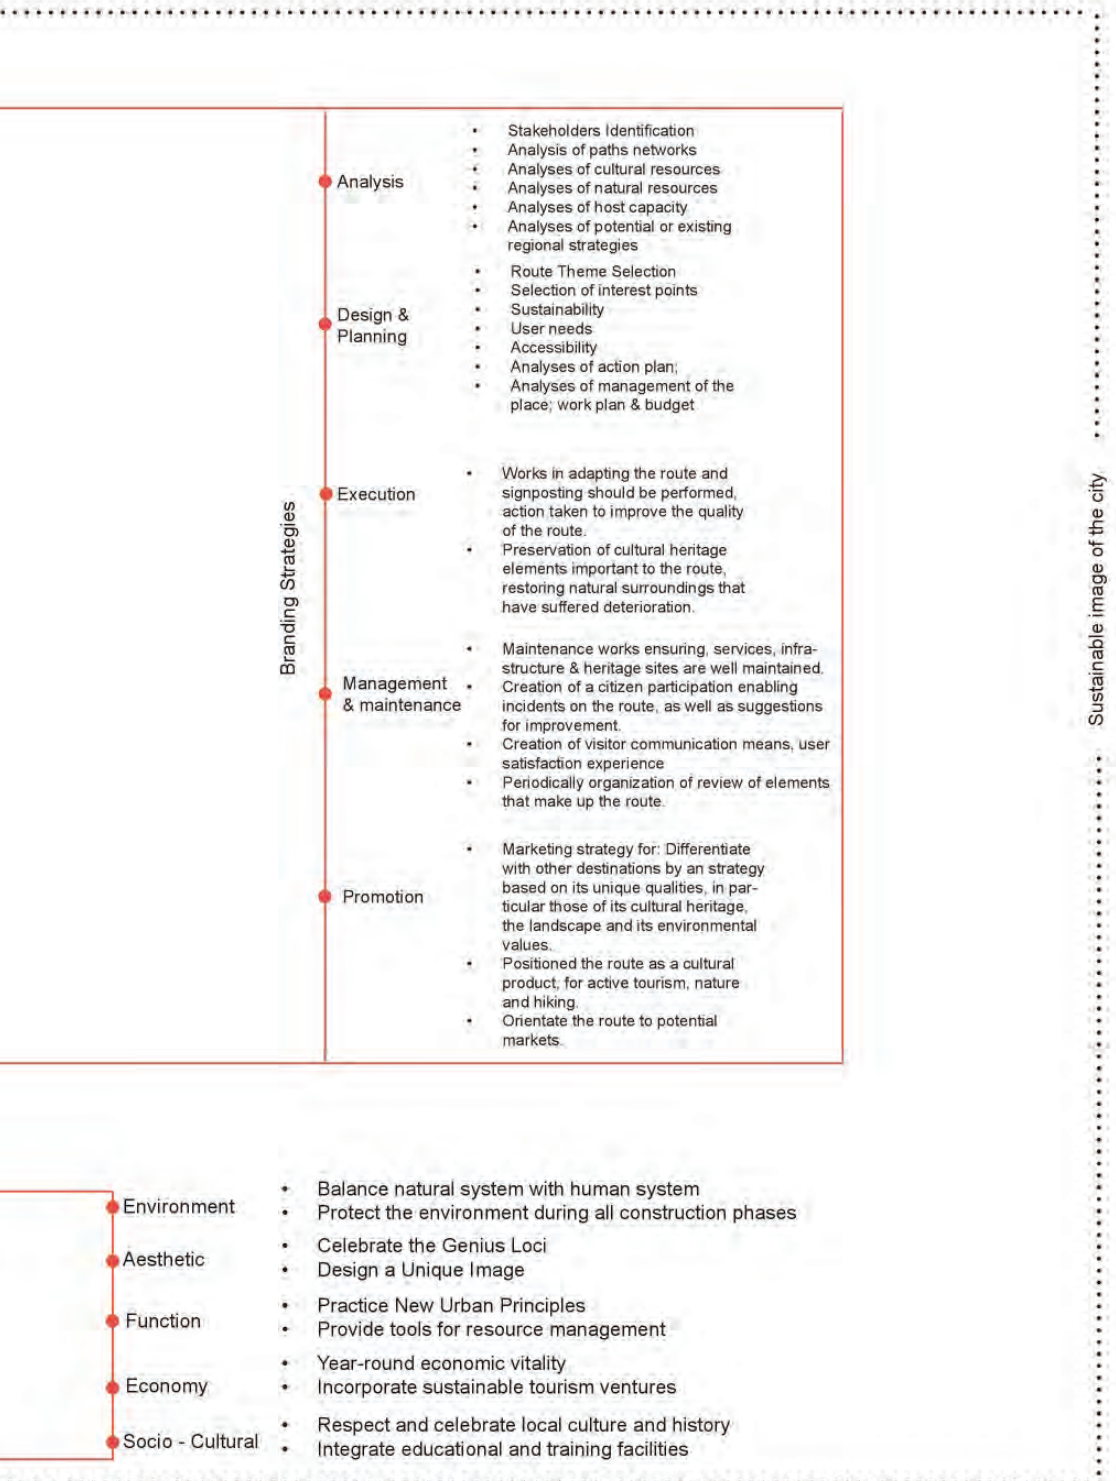 Branding Strategies
Analysis
• Stakeholders Identification
• Analysis of paths networks
• Analyses of cultural resources
• Analyses of natural resources
• Analyses of host capacity
• Analyses of potential or existing
regional strategies
Design &
Planning
• Route Theme Selection
• Selection of interest points
• Sustainability
• User needs
• Accessibility
• Analyses of action plan;
• Analyses of management of the
place; work plan & budget
Execution
• Works in adapting the route and
signposting should be performed,
action taken to improve the quality
of the route.
• Preservation of cultural heritage
elements important to the route,
restoring natural surroundings that
have suffered deterioration.
Management
& maintenance
• Maintenance works ensuring, services, infra-
structure & heritage sites are well maintained.
• Creation of a citizen participation enabling
incidents on the route, as well as suggestions
for improvement.
• Creation of visitor communication means, user
satisfaction experience
• Periodically organization of review of elements
that make up the route.
Promotion
• Marketing strategy for: Differentiate
with other destinations by an strategy
based on its unique qualities, in par-
ticular those of its cultural heritage,
the landscape and its environmental
values.
• Positioned the route as a cultural
product, for active tourism, nature
and hiking.
• Orientate the route to potential
markets.
Sustainable image of the city
Environment
• Balance natural system with human system
• Protect the environment during all construction phases
Aesthetic
• Celebrate the Genius Loci
• Design a Unique Image
Function
• Practice New Urban Principles
• Provide tools for resource management
Economy
• Year-round economic vitality
• Incorporate sustainable tourism ventures
Socio - Cultural
• Respect and celebrate local culture and history
• Integrate educational and training facilities